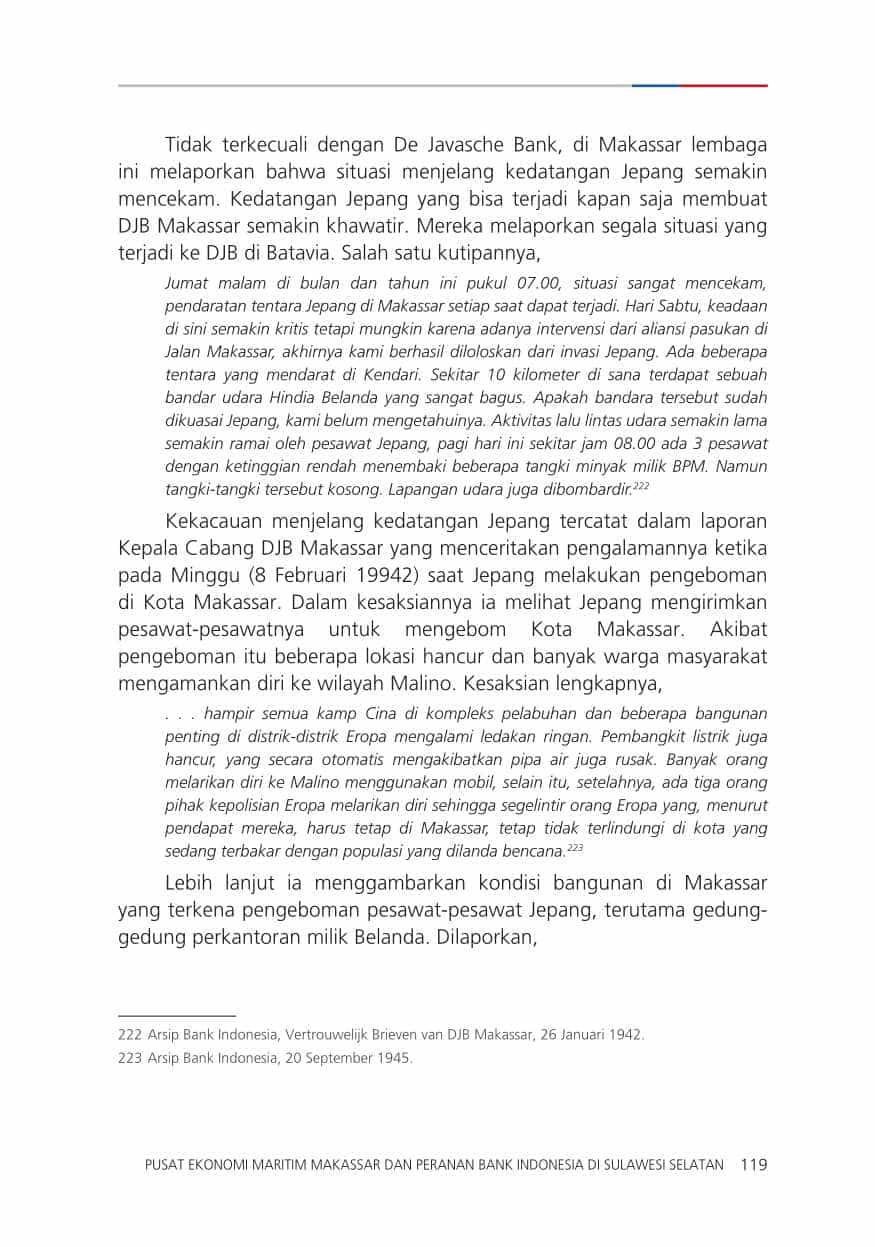 Tidak terkecuali dengan De Javasche Bank, di Makassar lembaga
ini melaporkan bahwa situasi menjelang kedatangan Jepang semakin
mencekam. Kedatangan Jepang yang bisa terjadi kapan saja membuat
DJB Makassar semakin khawatir. Mereka melaporkan segala situasi yang
terjadi ke DJB di Batavia. Salah satu kutipannya,
Jumat malam di bulan dan tahun ini pukul 07.00, situasi sangat mencekam,
pendaratan tentara Jepang di Makassar setiap saat dapat terjadi. Hari Sabtu, keadaan
di sini semakin kritis tetapi mungkin karena adanya intervensi dari aliansi pasukan di
Jalan Makassar, akhirnya kami berhasil diloloskan dari invasi Jepang. Ada beberapa
tentara yang mendarat di Kendari. Sekitar 10 kilometer di sana terdapat sebuah
bandar udara Hindia Belanda yang sangat bagus. Apakah bandara tersebut sudah
dikuasai Jepang, kami belum mengetahuinya. Aktivitas lalu lintas udara semakin lama
semakin ramai oleh pesawat Jepang, pagi hari ini sekitar jam 08.00 ada 3 pesawat
dengan ketinggian rendah menembaki beberapa tangki minyak milik BPM. Namun
tangki-tangki tersebut kosong. Lapangan udara juga dibombardir.222
Kekacauan menjelang kedatangan Jepang tercatat dalam laporan
Kepala Cabang DJB Makassar yang menceritakan pengalamannya ketika
pada Minggu (8 Februari 19942) saat Jepang melakukan pengeboman
di Kota Makassar. Dalam kesaksiannya ia melihat Jepang mengirimkan
pesawat-pesawatnya untuk mengebom Kota Makassar. Akibat
pengeboman itu beberapa lokasi hancur dan banyak warga masyarakat
mengamankan diri ke wilayah Malino. Kesaksian lengkapnya,
. . . hampir semua kamp Cina di kompleks pelabuhan dan beberapa bangunan
penting di distrik-distrik Eropa mengalami ledakan ringan. Pembangkit listrik juga
hancur, yang secara otomatis mengakibatkan pipa air juga rusak. Banyak orang
melarikan diri ke Malino menggunakan mobil, selain itu, setelahnya, ada tiga orang
pihak kepolisian Eropa melarikan diri sehingga segelintir orang Eropa yang, menurut
pendapat mereka, harus tetap di Makassar, tetap tidak terlindungi di kota yang
sedang terbakar dengan populasi yang dilanda bencana.223
Lebih lanjut ia menggambarkan kondisi bangunan di Makassar
yang terkena pengeboman pesawat-pesawat Jepang, terutama gedung-
gedung perkantoran milik Belanda. Dilaporkan,
222 Arsip Bank Indonesia, Vertrouwelijk Brieven van DJB Makassar, 26 Januari 1942.
223 Arsip Bank Indonesia, 20 September 1945.
PUSAT EKONOMI MARITIM MAKASSAR DAN PERANAN BANK INDONESIA DI SULAWESI SELATAN 119